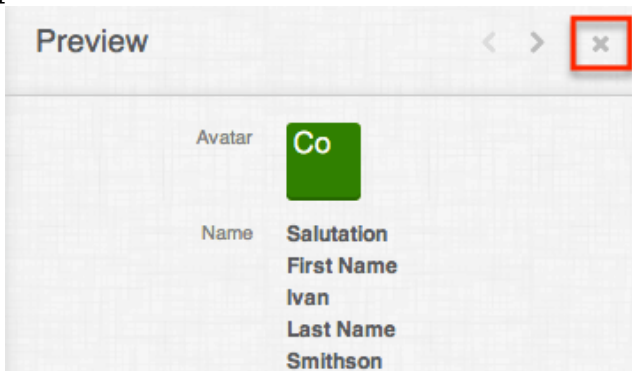 Preview
Avatar Co
Name Salutation
First Name
Ivan
Last Name
Smithson